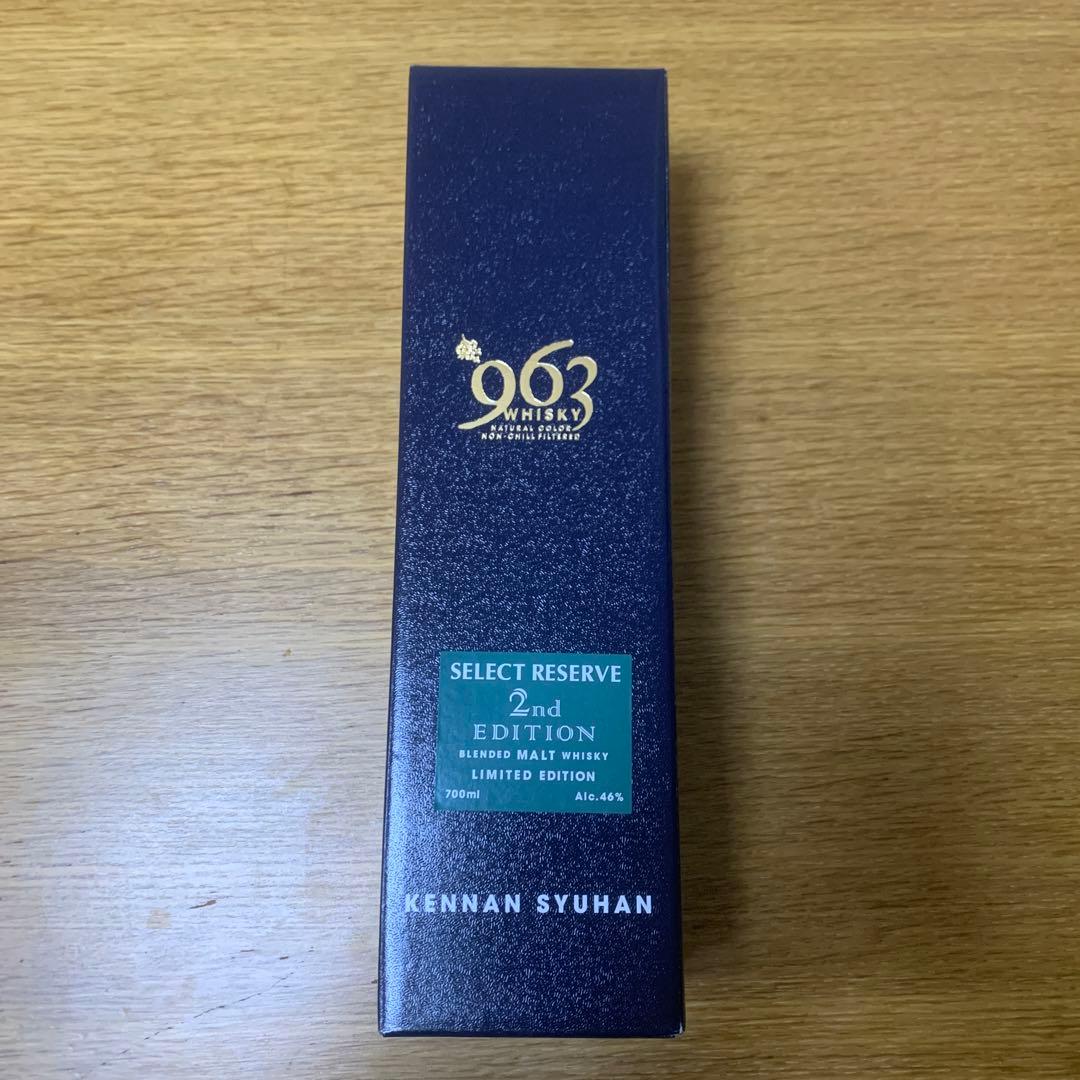 963
WHISKY
NATURAL COLOR
NON-CHILL FILTERED
SELECT RESERVE
2nd
EDITION
BLENDED MALT WHISKY
LIMITED EDITION
700ml Alc.46%
KENNAN SYUHAN